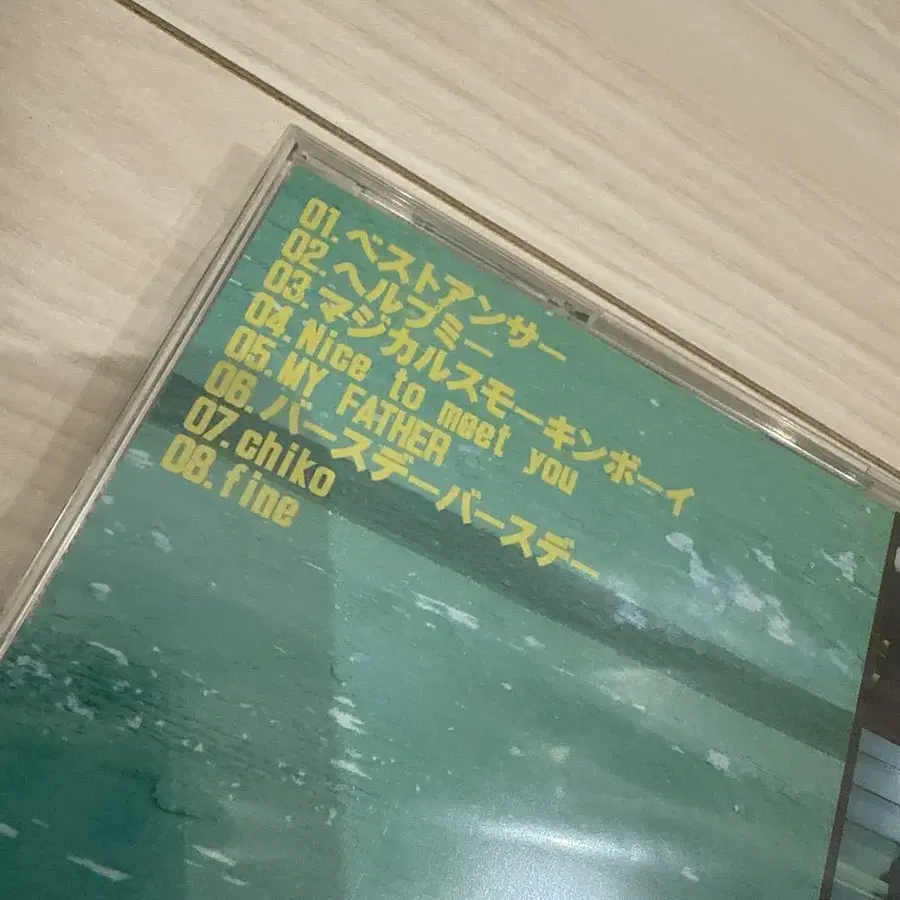 01.ベストアンサー
02.ヘルプミー
03.マジカルスモーキンボーイ
04.Nice to meet you
05.MY FATHER
06.バースデーバースデー
07.chiko
08.fine